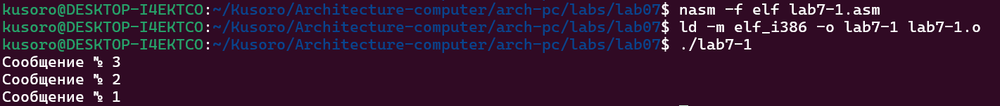 kusoro@DESKTOP-I4EKTCO:~/Kusoro/Architecture-computer/arch-pc/labs/lab07$ nasm -f elf lab7-1.asm
kusoro@DESKTOP-I4EKTCO:~/Kusoro/Architecture-computer/arch-pc/labs/lab07$ ld -m elf_i386 -o lab7-1 lab7-1.o
kusoro@DESKTOP-I4EKTCO:~/Kusoro/Architecture-computer/arch-pc/labs/lab07$ ./lab7-1
Сообщение № 3
Сообщение № 2
Сообщение № 1